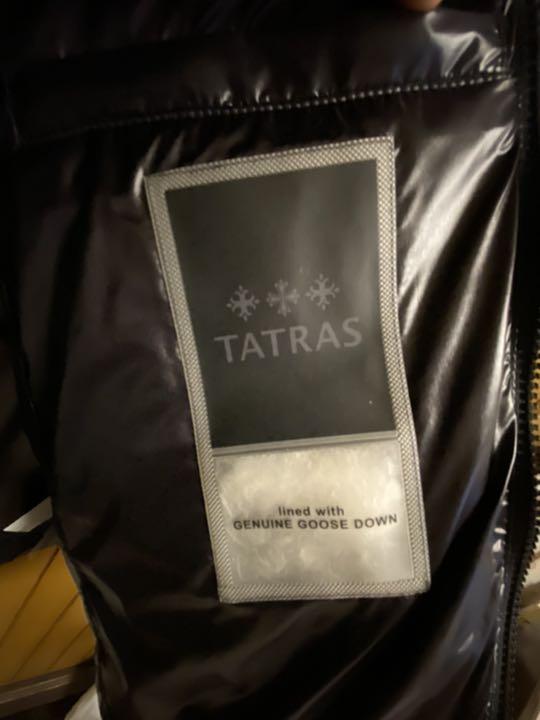 TATRAS
lined with
GENUINE GOOSE DOWN